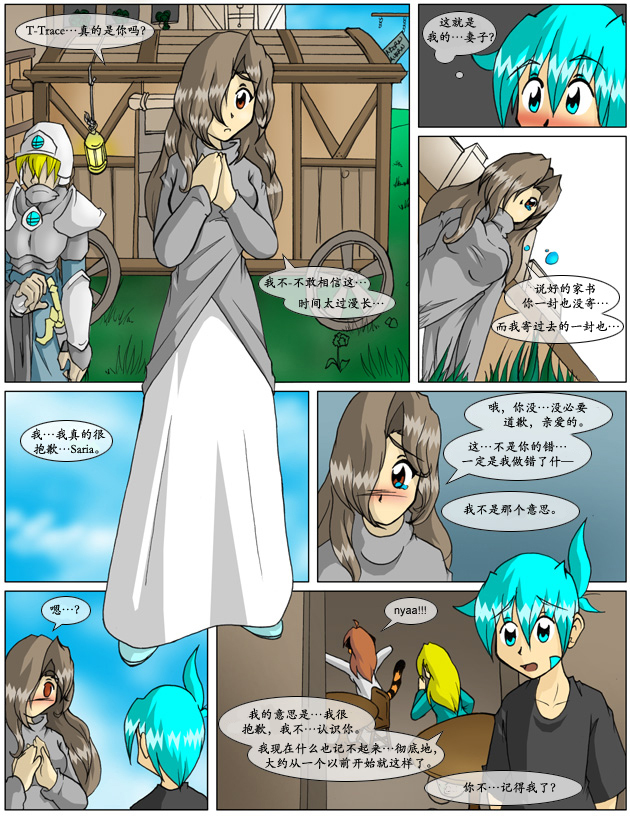 T-Trace…真的是你吗?
我不-不敢相信这…
时间太过漫长…
这就是
我的…妻子?
说好的家书
你一封也没寄…
而我寄过去的一封也…
我…我真的很
抱歉…Saria。
哦，你没…没必要
道歉，亲爱的。
这…不是你的错…
一定是我做错了什—
我不是那个意思。
嗯…?
nyaa!!!
我的意思是…我很
抱歉，我不…认识你。
我现在什么也记不起来…彻底地，
大约从一个以前开始就这样了。
你不…记得我了?